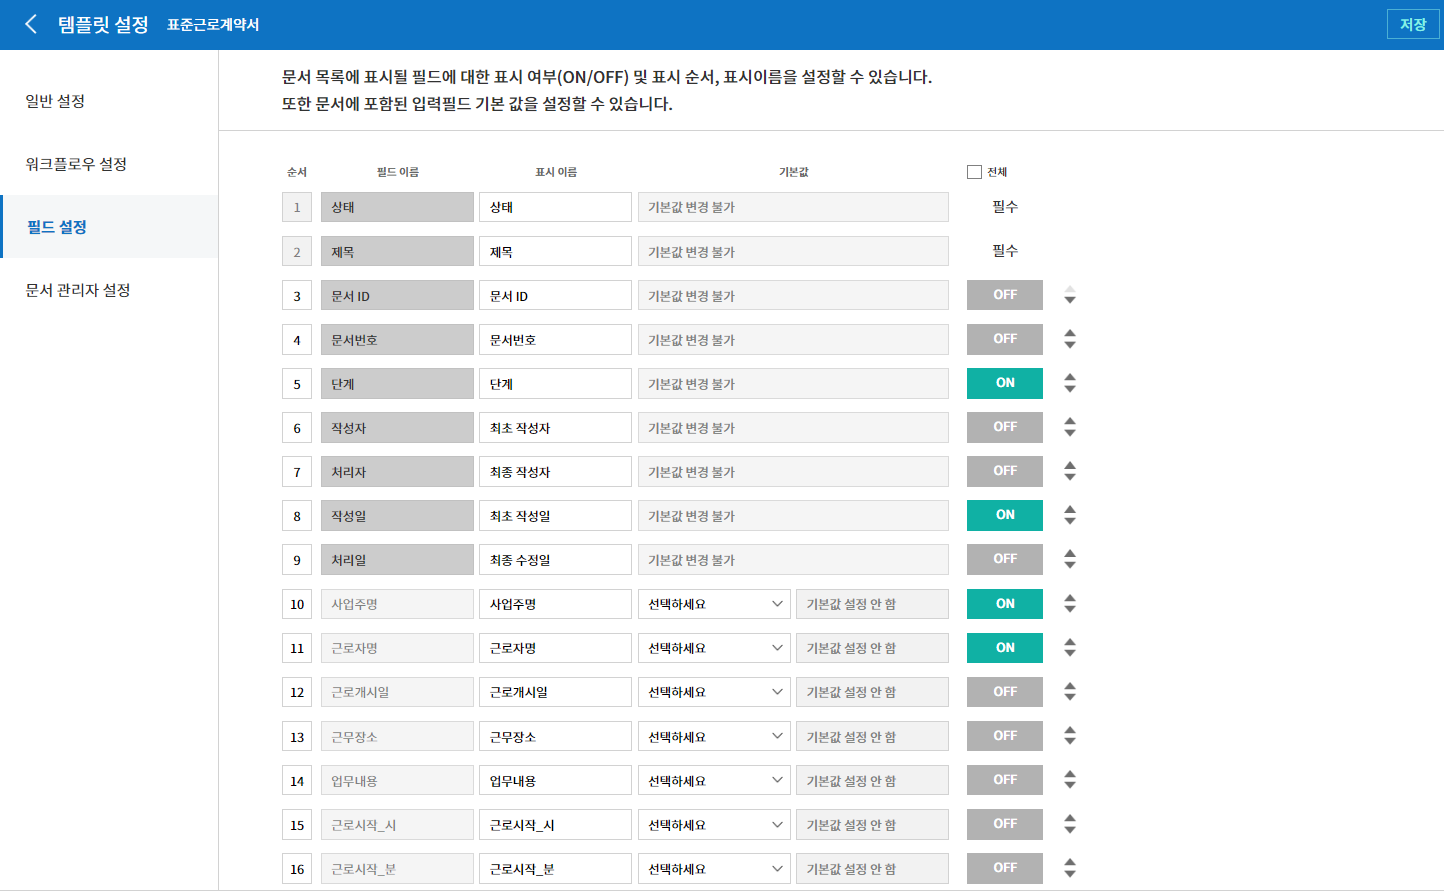 템플릿 설정 표준근로계약서 저장
일반 설정
워크플로우 설정
필드 설정
문서 관리자 설정
문서 목록에 표시될 필드에 대한 표시 여부(ON/OFF) 및 표시 순서, 표시이름을 설정할 수 있습니다.
또한 문서에 포함된 입력필드 기본 값을 설정할 수 있습니다.
순서 필드 이름 표시 이름 기본값 전체
1 상태 상태 기본값 변경 불가 필수
2 제목 제목 기본값 변경 불가 필수
3 문서 ID 문서 ID 기본값 변경 불가 OFF
4 문서번호 문서번호 기본값 변경 불가 OFF
5 단계 단계 기본값 변경 불가 ON
6 작성자 최초 작성자 기본값 변경 불가 OFF
7 처리자 최종 작성자 기본값 변경 불가 OFF
8 작성일 최초 작성일 기본값 변경 불가 ON
9 처리일 최종 수정일 기본값 변경 불가 OFF
10 사업주명 사업주명 선택하세요 기본값 설정 안 함 ON
11 근로자명 근로자명 선택하세요 기본값 설정 안 함 ON
12 근로개시일 근로개시일 선택하세요 기본값 설정 안 함 OFF
13 근무장소 근무장소 선택하세요 기본값 설정 안 함 OFF
14 업무내용 업무내용 선택하세요 기본값 설정 안 함 OFF
15 근로시작_시 근로시작_시 선택하세요 기본값 설정 안 함 OFF
16 근로시작_분 근로시작_분 선택하세요 기본값 설정 안 함 OFF